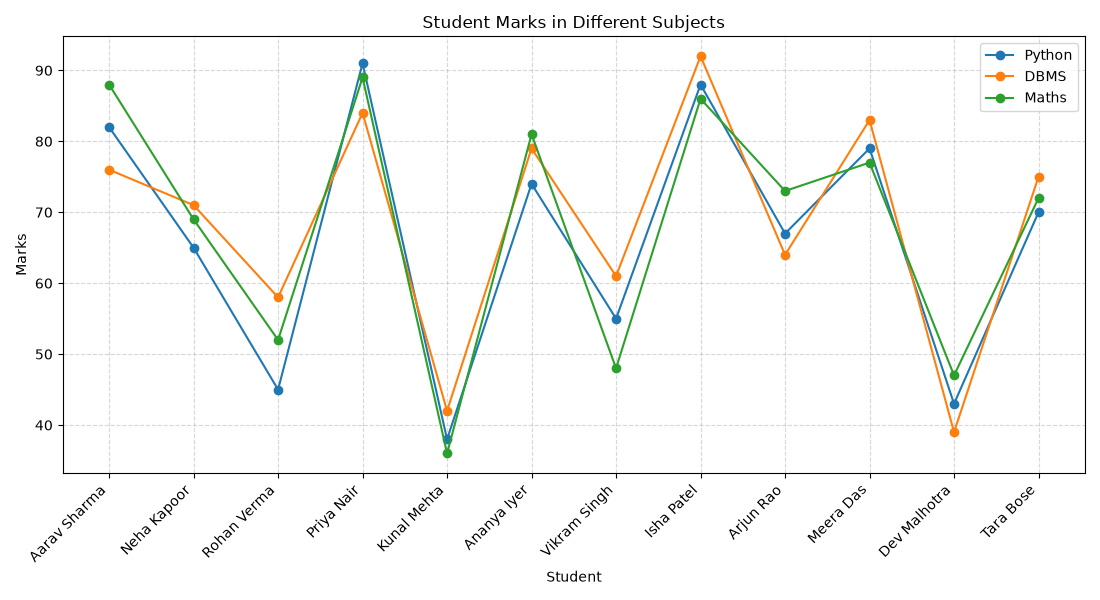 Student Marks in Different Subjects
Python
DBMS
Maths
Marks
90
80
70
60
50
40
Aarav Sharma
Neha Kapoor
Rohan Verma
Priya Nair
Kunal Mehta
Ananya Iyer
Vikram Singh
Isha Patel
Arjun Rao
Meera Das
Dev Malhotra
Tara Bose
Student